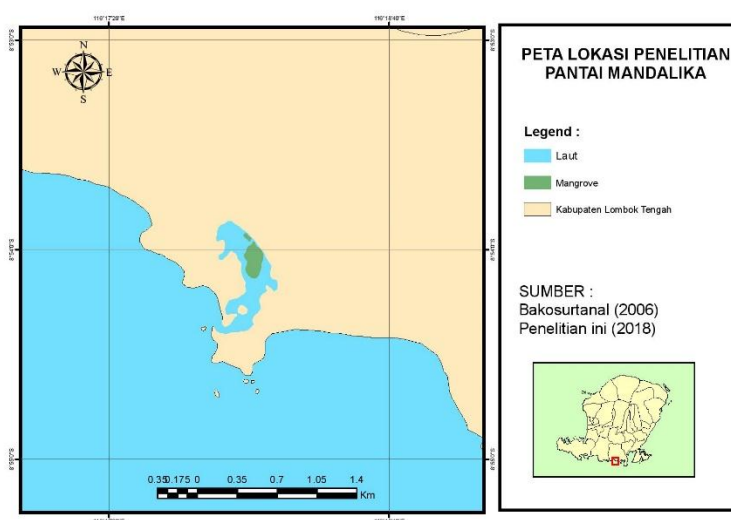 N
W E
S
PETA LOKASI PENELITIAN
PANTAI MANDALIKA
Legend :
Laut
Mangrove
Kabupaten Lombok Tengah
SUMBER :
Bakosurtanal (2006)
Penelitian ini (2018)
0.35 0.175 0 0.35 0.7 1.05 1.4
Km